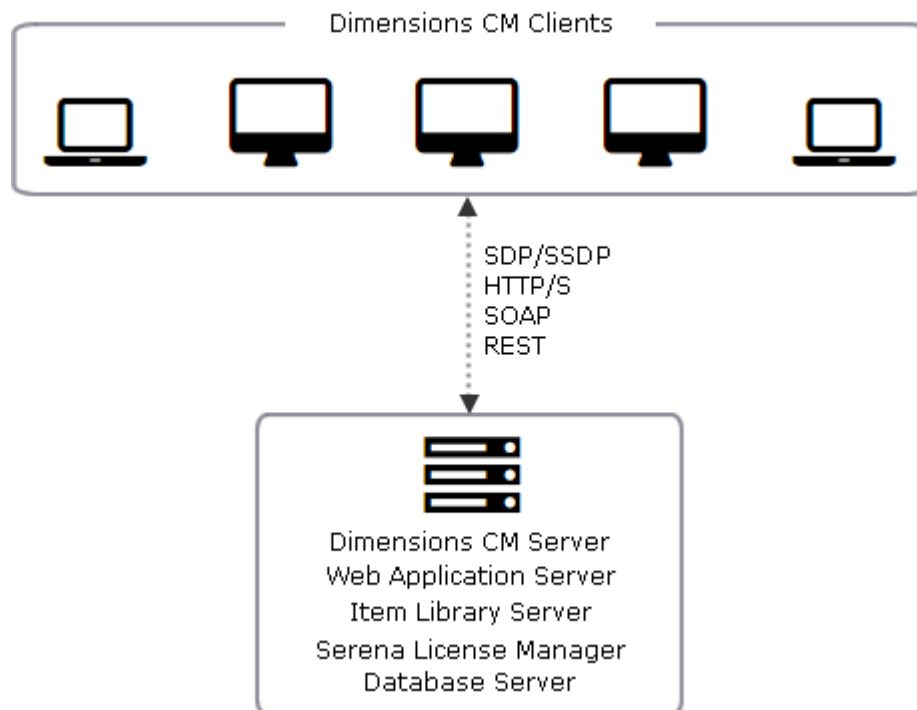 Dimensions CM Clients
SDP/SSDP
HTTP/S
SOAP
REST
Dimensions CM Server
Web Application Server
Item Library Server
Serena License Manager
Database Server